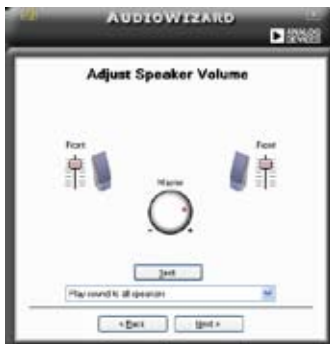 AUDIOWIZARD
ANALOG
DEVICES
Adjust Speaker Volume
Front
Front
Master
- +
Test
Play sound to all speakers
< Back
Next >